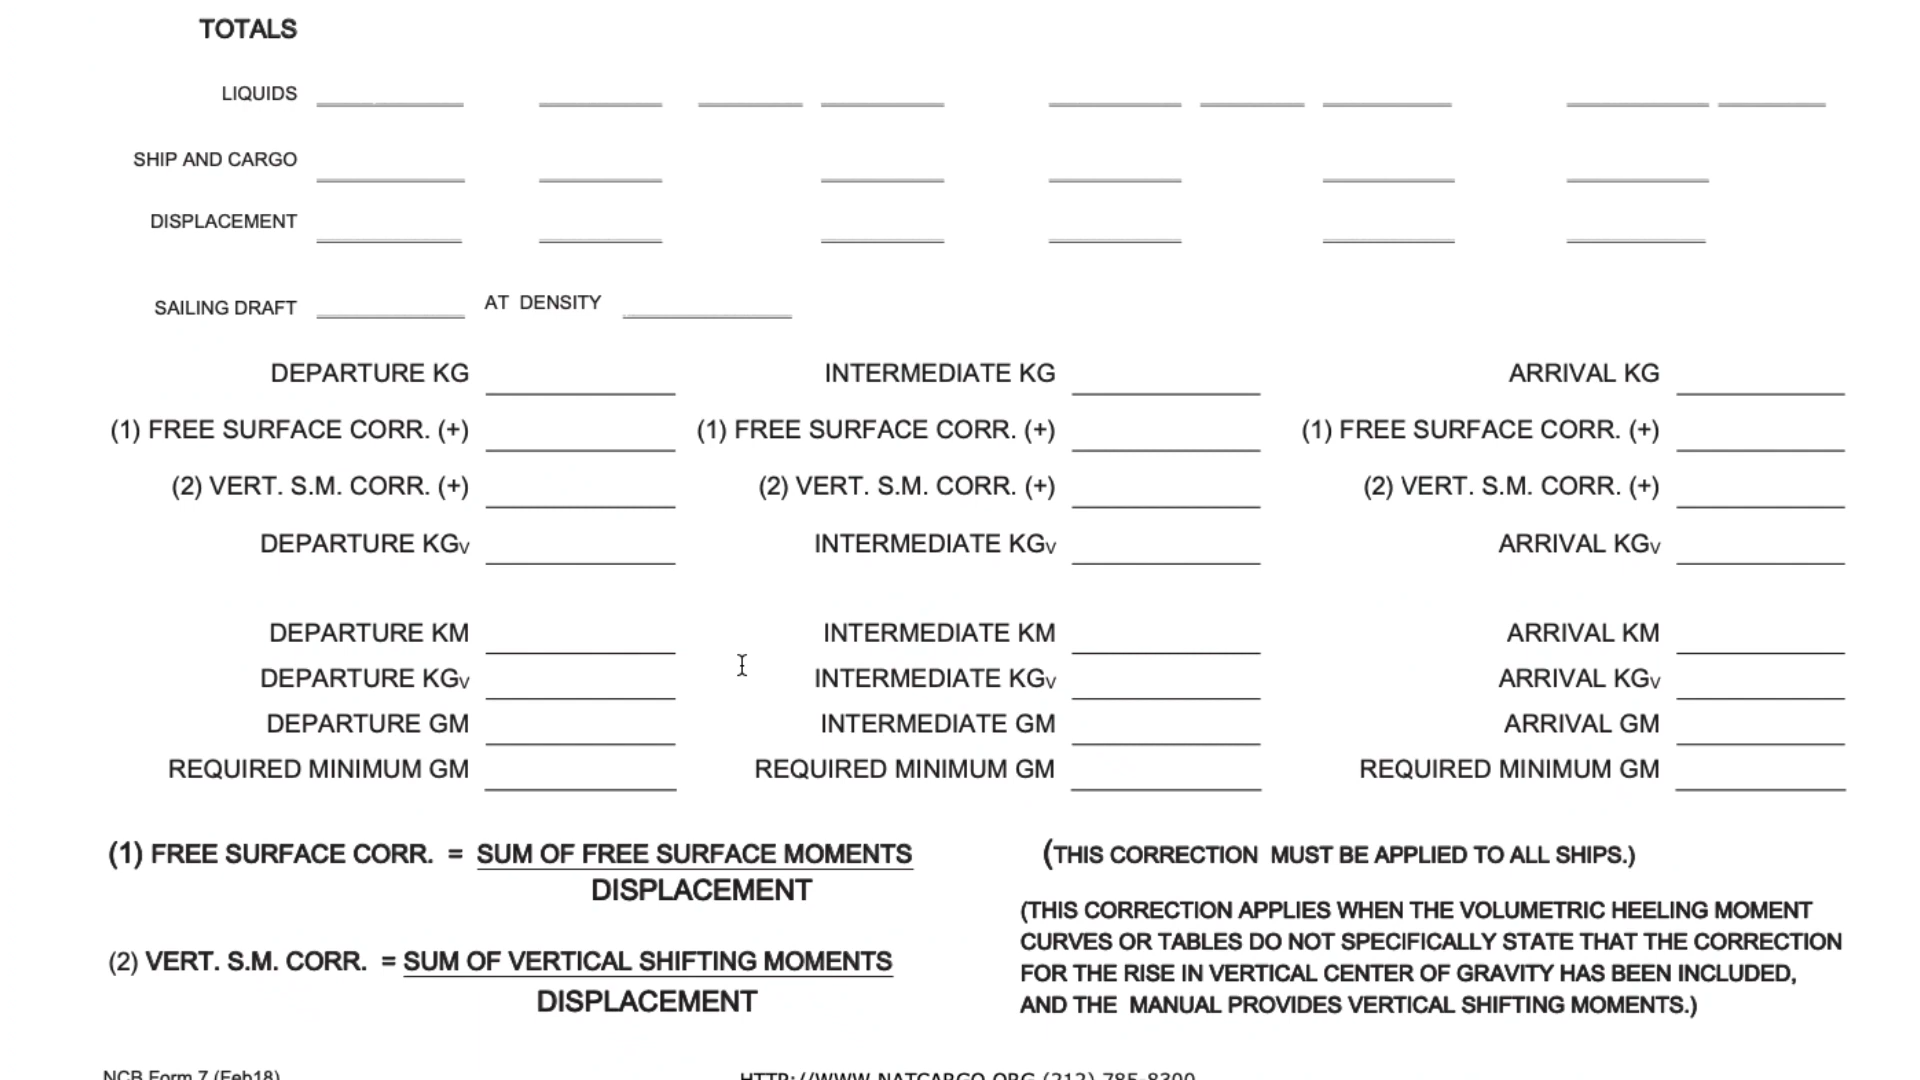 TOTALS
LIQUIDS
SHIP AND CARGO
DISPLACEMENT
SAILING DRAFT AT DENSITY
DEPARTURE KG INTERMEDIATE KG ARRIVAL KG
(1) FREE SURFACE CORR. (+) (1) FREE SURFACE CORR. (+) (1) FREE SURFACE CORR. (+)
(2) VERT. S.M. CORR. (+) (2) VERT. S.M. CORR. (+) (2) VERT. S.M. CORR. (+)
DEPARTURE KGv INTERMEDIATE KGv ARRIVAL KGv
DEPARTURE KM INTERMEDIATE KM ARRIVAL KM
DEPARTURE KGv INTERMEDIATE KGv ARRIVAL KGv
DEPARTURE GM INTERMEDIATE GM ARRIVAL GM
REQUIRED MINIMUM GM REQUIRED MINIMUM GM REQUIRED MINIMUM GM
(1) FREE SURFACE CORR. = SUM OF FREE SURFACE MOMENTS
DISPLACEMENT
(THIS CORRECTION MUST BE APPLIED TO ALL SHIPS.)
(2) VERT. S.M. CORR. = SUM OF VERTICAL SHIFTING MOMENTS
DISPLACEMENT
(THIS CORRECTION APPLIES WHEN THE VOLUMETRIC HEELING MOMENT
CURVES OR TABLES DO NOT SPECIFICALLY STATE THAT THE CORRECTION
FOR THE RISE IN VERTICAL CENTER OF GRAVITY HAS BEEN INCLUDED,
AND THE MANUAL PROVIDES VERTICAL SHIFTING MOMENTS.)
NCB Form 7 (Feb18) HTTP://WWW.NATCARGO.ORG (212) 785-8300